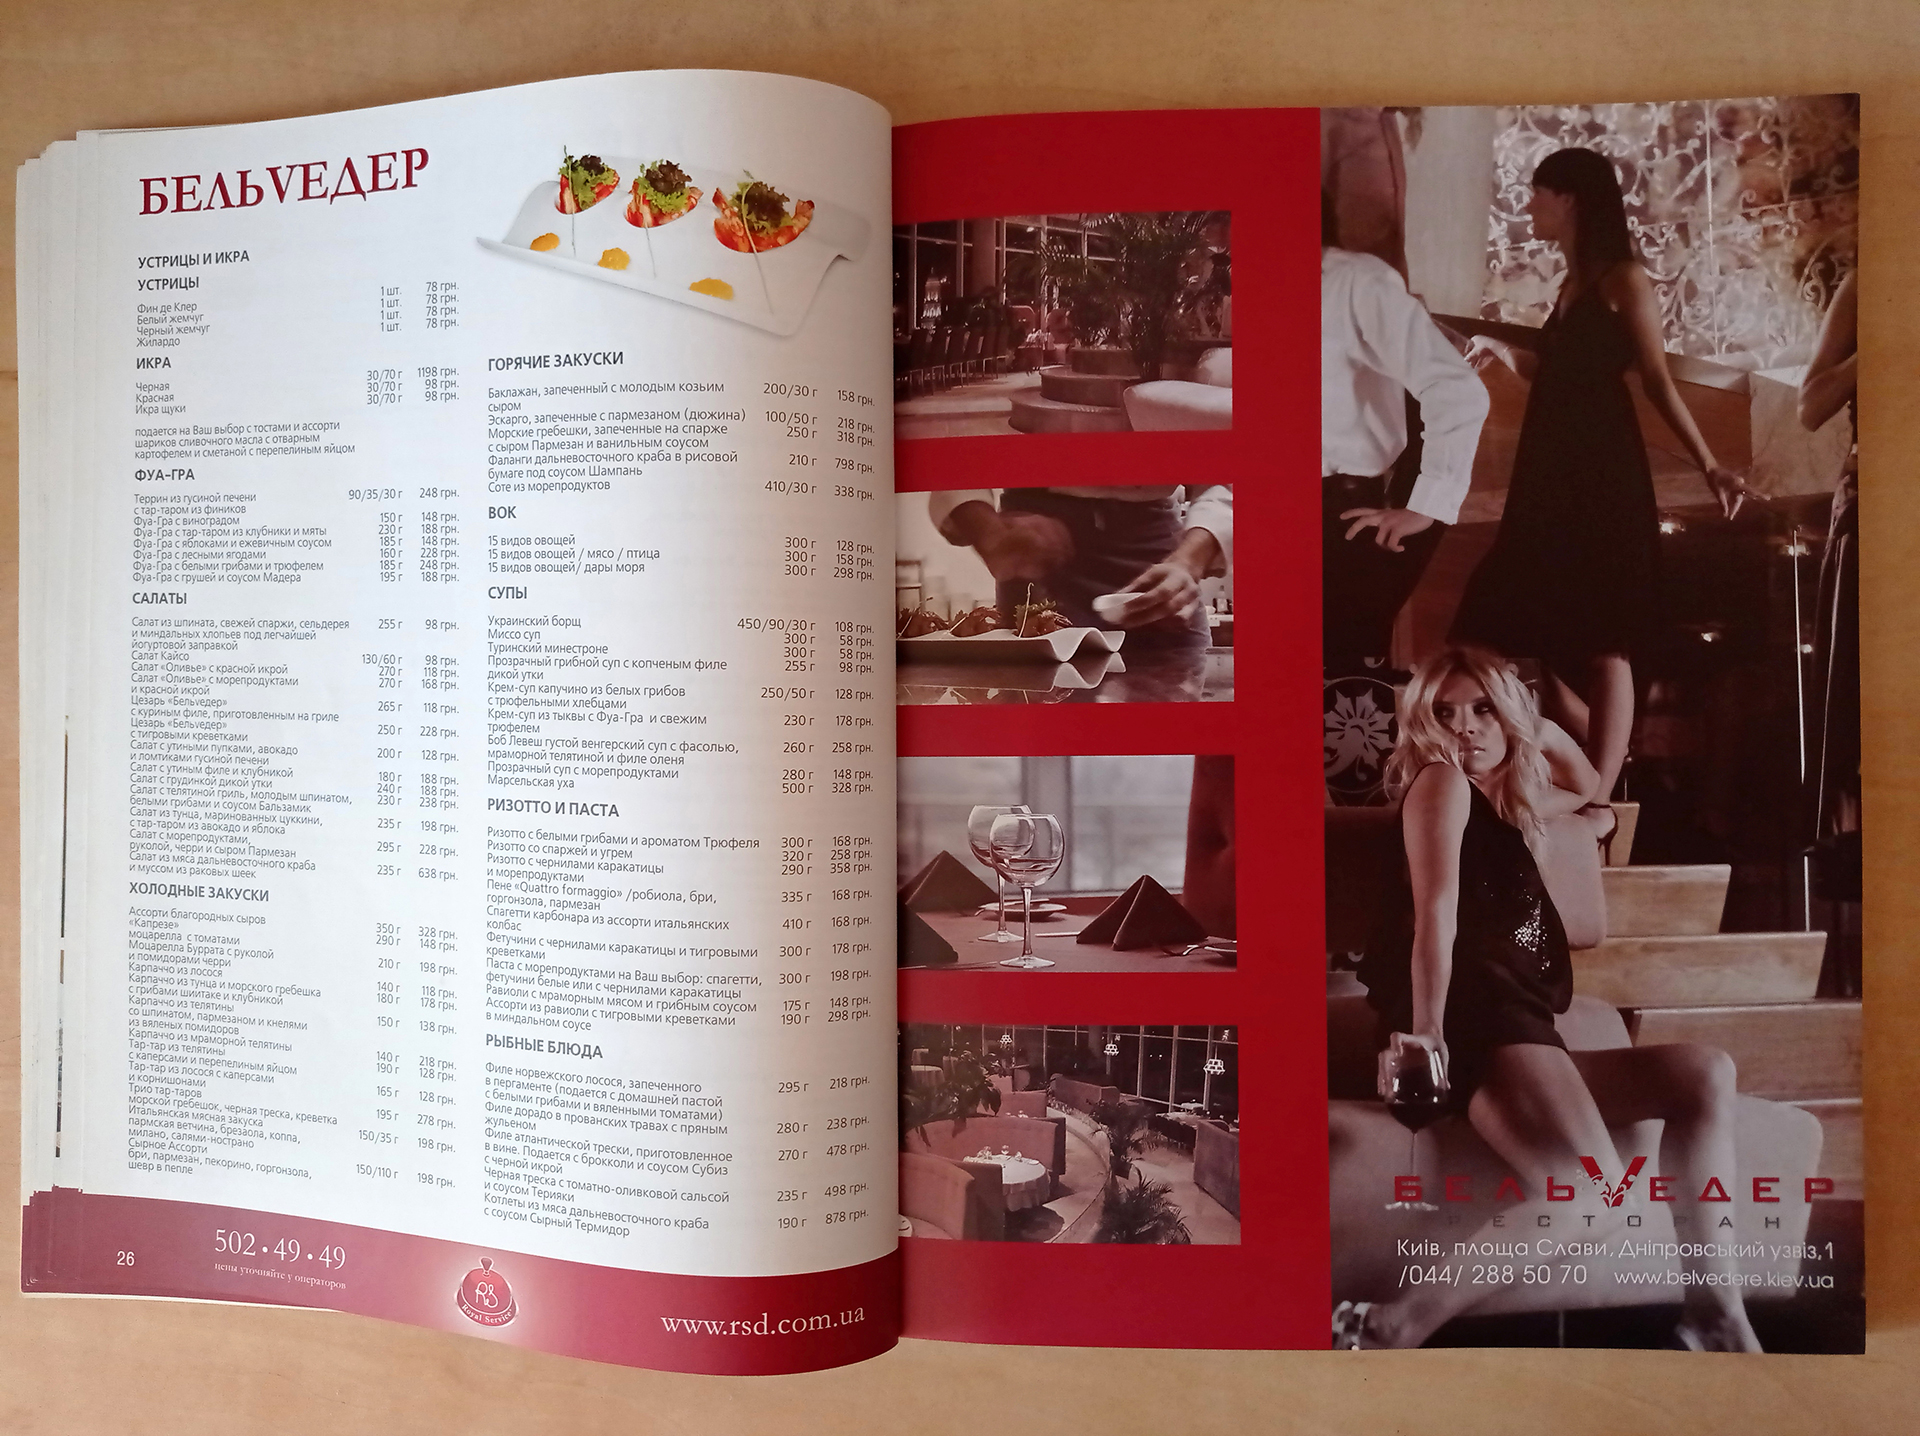 БЕЛЬVЕДЕР
УСТРИЦЫ И ИКРА
УСТРИЦЫ
Фин де Клер 1 шт. 78 грн.
Белый жемчуг 1 шт. 78 грн.
Черный жемчуг 1 шт. 78 грн.
Жилардо 1 шт. 78 грн.
ИКРА
Черная 30/70 г 1198 грн.
Красная 30/70 г 98 грн.
Икра щуки 30/70 г 98 грн.
подается на Ваш выбор с тостами и ассорти
шариков сливочного масла с отварным
картофелем и сметаной с перепелиным яйцом
ФУА-ГРА
Террин из гусиной печени 90/35/30 г 248 грн.
с тар-таром из фиников
Фуа-Гра с виноградом 150 г 148 грн.
Фуа-Гра с тар-таром из клубники и мяты 230 г 188 грн.
Фуа-Гра с яблоками и ежевичным соусом 185 г 148 грн.
Фуа-Гра с лесными ягодами 160 г 228 грн.
Фуа-Гра с белыми грибами и трюфелем 185 г 248 грн.
Фуа-Гра с грушей и соусом Мадера 195 г 188 грн.
САЛАТЫ
Салат из шпината, свежей спаржи, сельдерея 255 г 98 грн.
и миндальных хлопьев под легчайшей
йогуртовой заправкой
Салат Кайсо 130/60 г 98 грн.
Салат «Оливье» с красной икрой 270 г 118 грн.
Салат «Оливье» с морепродуктами 270 г 168 грн.
и красной икрой
Цезарь «Бельvедер» 265 г 118 грн.
с куриным филе, приготовленным на гриле
Цезарь «Бельvедер» 250 г 228 грн.
с тигровыми креветками
Салат с утиными пупками, авокадо 200 г 128 грн.
и ломтиками гусиной печени
Салат с утиным филе и клубникой 180 г 188 грн.
Салат с грудинкой дикой утки 240 г 188 грн.
Салат с телятиной гриль, молодым шпинатом, 230 г 238 грн.
белыми грибами и соусом Бальзамик
Салат из тунца, маринованных цуккини, 235 г 198 грн.
с тар-таром из авокадо и яблока
Салат с морепродуктами, 295 г 228 грн.
руколой, черри и сыром Пармезан
Салат из мяса дальневосточного краба 235 г 638 грн.
и муссом из раковых шеек
ХОЛОДНЫЕ ЗАКУСКИ
Ассорти благородных сыров 350 г 328 грн.
«Капрезе» 290 г 148 грн.
моцарелла с томатами
Моцарелла Буррата с руколой 210 г 198 грн.
и помидорами черри
Карпаччо из лосося 140 г 118 грн.
Карпаччо из тунца и морского гребешка 180 г 178 грн.
с грибами шиитаке и клубникой
Карпаччо из телятины 150 г 138 грн.
со шпинатом, пармезаном и кнелями
из вяленых помидоров
Карпаччо из мраморной телятины 140 г 218 грн.
Тар-тар из телятины 190 г 128 грн.
с каперсами и перепелиным яйцом
Тар-тар из лосося с каперсами 165 г 128 грн.
и корнишонами
Трио тар-таров 195 г 278 грн.
морской гребешок, черная треска, креветка
Итальянская мясная закуска 150/35 г 198 грн.
пармская ветчина, брезаола, коппа,
милано, салями-нострано
Сырное Ассорти 150/110 г 198 грн.
бри, пармезан, пекорино, горгонзола,
шевр в пепле
ГОРЯЧИЕ ЗАКУСКИ
Баклажан, запеченный с молодым козьим 200/30 г 158 грн.
сыром
Эскарго, запеченные с пармезаном (дюжина) 100/50 г 218 грн.
Морские гребешки, запеченные на спарже 250 г 318 грн.
с сыром Пармезан и ванильным соусом
Фаланги дальневосточного краба в рисовой 210 г 798 грн.
бумаге под соусом Шампань
Соте из морепродуктов 410/30 г 338 грн.
ВОК
15 видов овощей 300 г 128 грн.
15 видов овощей / мясо / птица 300 г 158 грн.
15 видов овощей/ дары моря 300 г 298 грн.
СУПЫ
Украинский борщ 450/90/30 г 108 грн.
Миссо суп 300 г 58 грн.
Туринский минестроне 300 г 58 грн.
Прозрачный грибной суп с копченым филе 255 г 98 грн.
дикой утки
Крем-суп капучино из белых грибов 250/50 г 128 грн.
с трюфельными хлебцами
Крем-суп из тыквы с Фуа-Гра и свежим 230 г 178 грн.
трюфелем
Боб Левеш густой венгерский суп с фасолью, 260 г 258 грн.
мраморной телятиной и филе оленя
Прозрачный суп с морепродуктами 280 г 148 грн.
Марсельская уха 500 г 328 грн.
РИЗОТТО И ПАСТА
Ризотто с белыми грибами и ароматом Трюфеля 300 г 168 грн.
Ризотто со спаржей и угрем 320 г 258 грн.
Ризотто с чернилами каракатицы 290 г 358 грн.
и морепродуктами
Пене «Quattro formaggio» /робиола, бри, 335 г 168 грн.
горгонзола, пармезан
Спагетти карбонара из ассорти итальянских 410 г 168 грн.
колбас
Фетучини с чернилами каракатицы и тигровыми 300 г 178 грн.
креветками
Паста с морепродуктами на Ваш выбор: спагетти, 300 г 198 грн.
фетучини белые или с чернилами каракатицы
Равиоли с мраморным мясом и грибным соусом 175 г 148 грн.
Ассорти из равиоли с тигровыми креветками 190 г 298 грн.
в миндальном соусе
РЫБНЫЕ БЛЮДА
Филе норвежского лосося, запеченного 295 г 218 грн.
в пергаменте (подается с домашней пастой
с белыми грибами и вяленными томатами)
Филе дорадо в прованских травах с пряным 280 г 238 грн.
жульеном
Филе атлантической трески, приготовленное 270 г 478 грн.
в вине. Подается с брокколи и соусом Субиз
с черной икрой
Черная треска с томатно-оливковой сальсой 235 г 498 грн.
и соусом Терияки
Котлеты из мяса дальневосточного краба 190 г 878 грн.
с соусом Сырный Термидор
26
502•49•49
цены уточняйте у операторов
RS
Royal Service
www.rsd.com.ua
БЕЛЬVЕДЕР
РЕСТОРАН
Київ, площа Слави, Дніпровський узвіз,1
/044/ 288 50 70 www.belvedere.kiev.ua